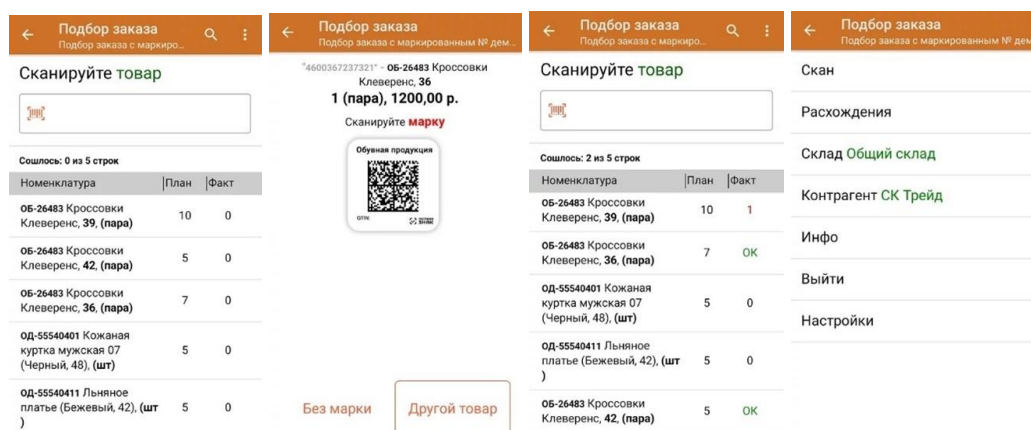 Подбор заказа
Подбор заказа с маркиро...
Сканируйте товар
Сошлось: 0 из 5 строк
Номенклатура План Факт
ОБ-26483 Кроссовки
Клеверенс, 39, (пара) 10 0
ОБ-26483 Кроссовки
Клеверенс, 42, (пара) 5 0
ОБ-26483 Кроссовки
Клеверенс, 36, (пара) 7 0
ОД-55540401 Кожаная
куртка мужская 07
(Черный, 48), (шт) 5 0
ОД-55540411 Льняное
платье (Бежевый, 42), (шт
) 5 0
Подбор заказа
Подбор заказа с маркированным № дем...
"4600367237321" - ОБ-26483 Кроссовки
Клеверенс, 36
1 (пара), 1200,00 р.
Сканируйте марку
Обувная продукция
GTIN
ЧЕСТНЫЙ
ЗНАК
Без марки
Другой товар
Подбор заказа
Подбор заказа с маркиро...
Сканируйте товар
Сошлось: 2 из 5 строк
Номенклатура План Факт
ОБ-26483 Кроссовки
Клеверенс, 39, (пара) 10 1
ОБ-26483 Кроссовки
Клеверенс, 36, (пара) 7 ОК
ОД-55540401 Кожаная
куртка мужская 07
(Черный, 48), (шт) 5 0
ОД-55540411 Льняное
платье (Бежевый, 42), (шт
) 5 0
ОБ-26483 Кроссовки
Клеверенс, 42, (пара) 5 ОК
Подбор заказа
Подбор заказа с маркированным № дем
Скан
Расхождения
Склад Общий склад
Контрагент СК Трейд
Инфо
Выйти
Настройки